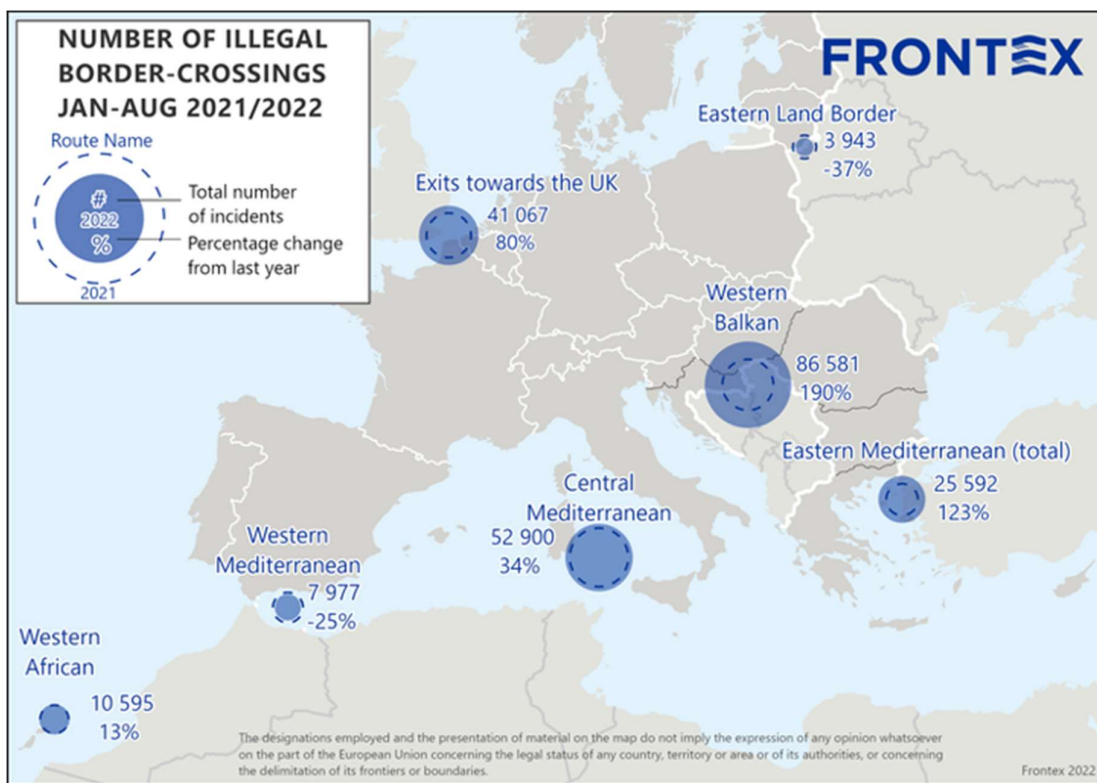 NUMBER OF ILLEGAL
BORDER-CROSSINGS
JAN-AUG 2021/2022
Route Name
#
2022
%
Total number
of incidents
Percentage change
from last year
2021
FRONTEX
Eastern Land Border
3 943
-37%
Exits towards the UK
41 067
80%
Western
Balkan
86 581
190%
Eastern Mediterranean (total)
25 592
123%
Central
Mediterranean
52 900
34%
Western
Mediterranean
7 977
-25%
Western
African
10 595
13%
The designations employed and the presentation of material on the map do not imply the expression of any opinion whatsoever
on the part of the European Union concerning the legal status of any country, territory or area or of its authorities, or concerning
the delimitation of its frontiers or boundaries.
Frontex 2022